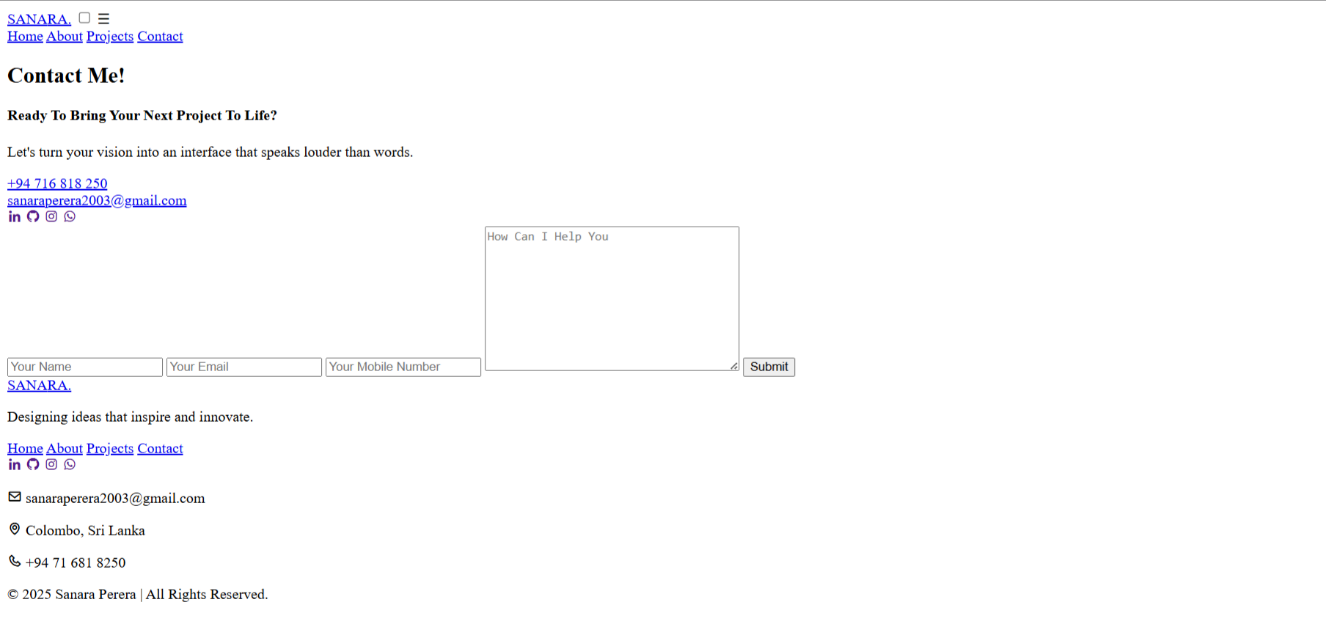 SANARA. ☰
Home About Projects Contact
Contact Me!
Ready To Bring Your Next Project To Life?
Let's turn your vision into an interface that speaks louder than words.
+94 716 818 250
sanaraperera2003@gmail.com
in
How Can I Help You
Your Name Your Email Your Mobile Number Submit
SANARA.
Designing ideas that inspire and innovate.
Home About Projects Contact
in
sanaraperera2003@gmail.com
Colombo, Sri Lanka
+94 71 681 8250
© 2025 Sanara Perera | All Rights Reserved.